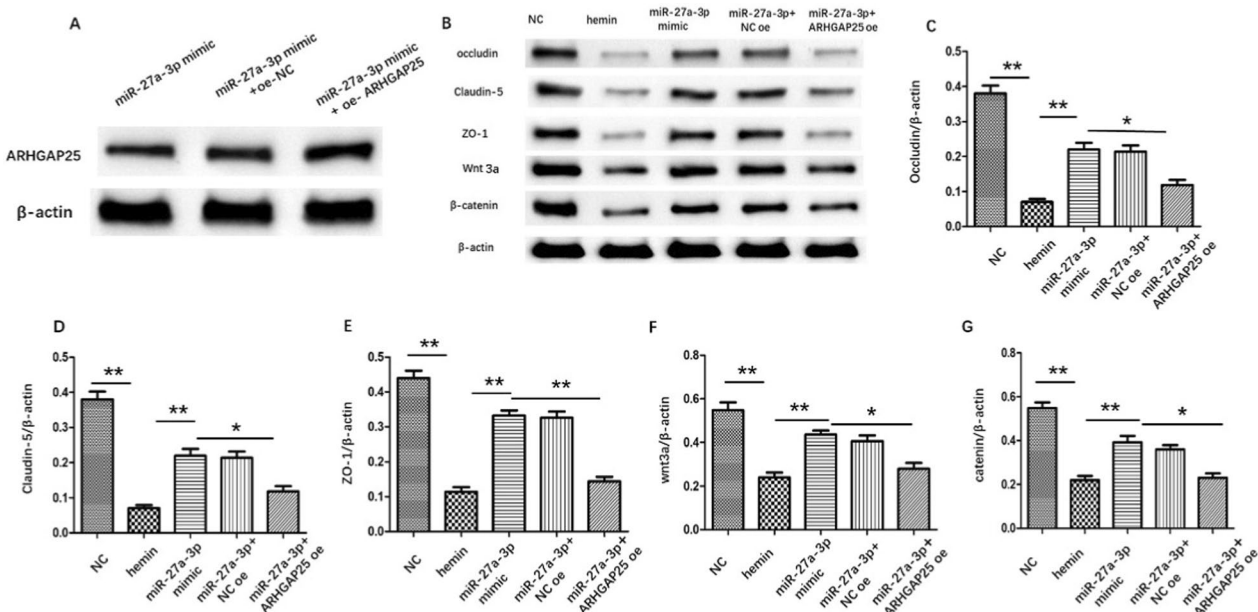 A
miR-27a-3p mimic
miR-27a-3p mimic
+oe-NC
miR-27a-3p mimic
+ oe- ARHGAP25
ARHGAP25
β-actin
B
NC
hemin
miR-27a-3p
mimic
miR-27a-3p+
NC oe
miR-27a-3p+
ARHGAP25 oe
occludin
Claudin-5
ZO-1
Wnt 3a
β-catenin
β-actin
C
Occludin/β-actin
0.5
0.4
0.3
0.2
0.1
0.0
**
**
*
NC
hemin
miR-27a-3p
mimic
miR-27a-3p+
NC oe
miR-27a-3p+
ARHGAP25 oe
D
Claudin-5/β-actin
0.5
0.4
0.3
0.2
0.1
0.0
**
**
*
NC
hemin
miR-27a-3p
mimic
miR-27a-3p+
NC oe
miR-27a-3p+
ARHGAP25 oe
E
ZO-1/β-actin
0.5
0.4
0.3
0.2
0.1
0.0
**
**
**
NC
hemin
miR-27a-3p
mimic
miR-27a-3p+
NC oe
miR-27a-3p+
ARHGAP25 oe
F
wnt3a/β-actin
0.8
0.6
0.4
0.2
0.0
**
**
*
NC
hemin
miR-27a-3p
mimic
miR-27a-3p+
NC oe
miR-27a-3p+
ARHGAP25 oe
G
catenin/β-actin
0.8
0.6
0.4
0.2
0.0
**
**
*
NC
hemin
miR-27a-3p
mimic
miR-27a-3p+
NC oe
miR-27a-3p+
ARHGAP25 oe